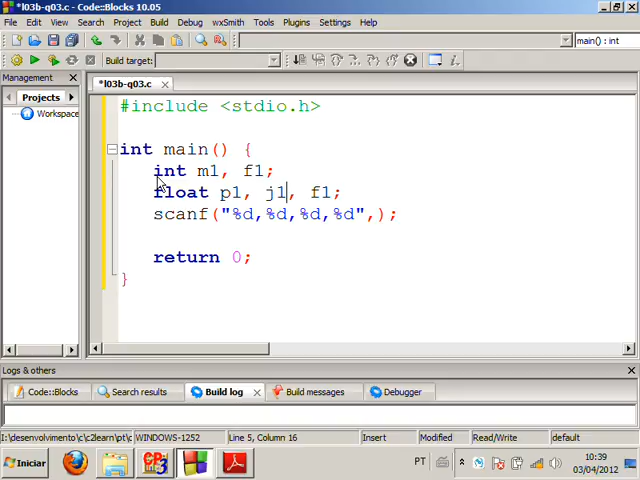 *l03b-q03.c - Code::Blocks 10.05
File Edit View Search Project Build Debug wxSmith Tools Plugins Settings Help
main() : int
Build target:
Management
Projects
Workspace
*l03b-q03.c
#include <stdio.h>
int main() {
int m1, f1;
float p1, j1, f1;
scanf("%d,%d,%d,%d",);
return 0;
}
Logs & others
Code::Blocks Search results Build log Build messages Debugger
I:\desenvolvimento\c\c2learn\pt\c WINDOWS-1252 Line 5, Column 16 Insert Modified Read/Write default
Iniciar
PT
10:39
03/04/2012